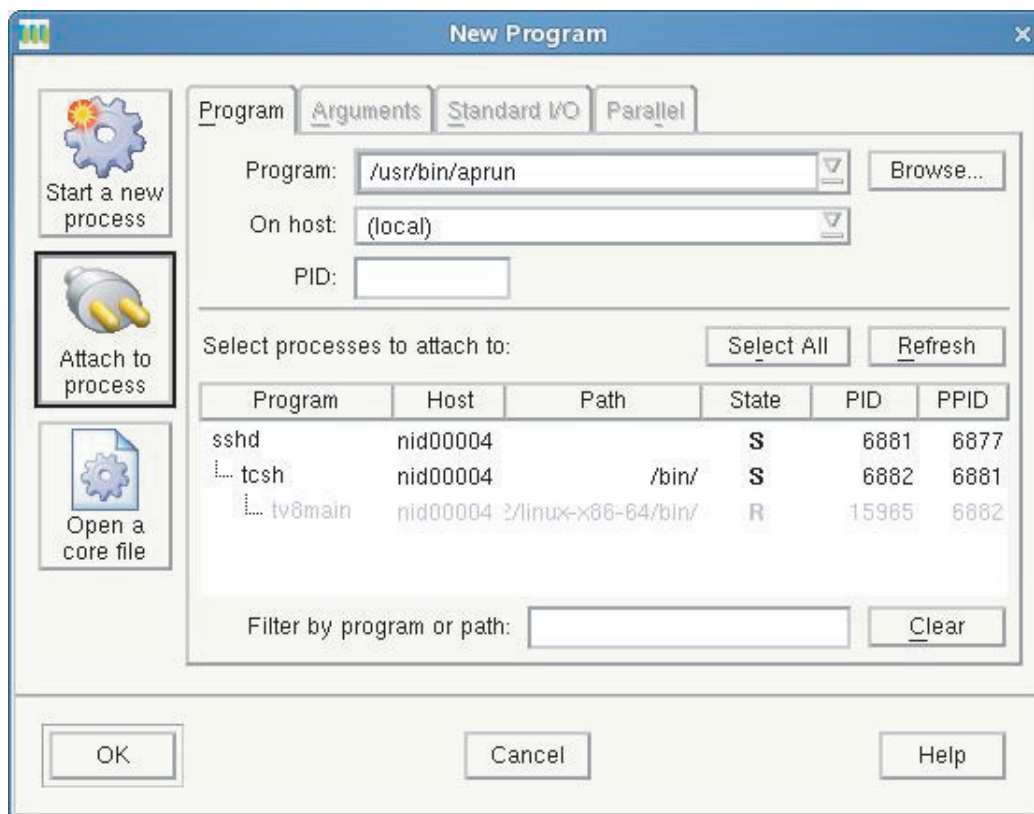 New Program
Start a new
process
Attach to
process
Open a
core file
Program Arguments Standard I/O Parallel
Program: /usr/bin/aprun Browse...
On host: (local)
PID:
Select processes to attach to: Select All Refresh
Program Host Path State PID PPID
sshd nid00004 S 6881 6877
tcsh nid00004 /bin/ S 6882 6881
tv8main nid00004 2/linux-x86-64/bin/ R 15965 6882
Filter by program or path: Clear
OK Cancel Help